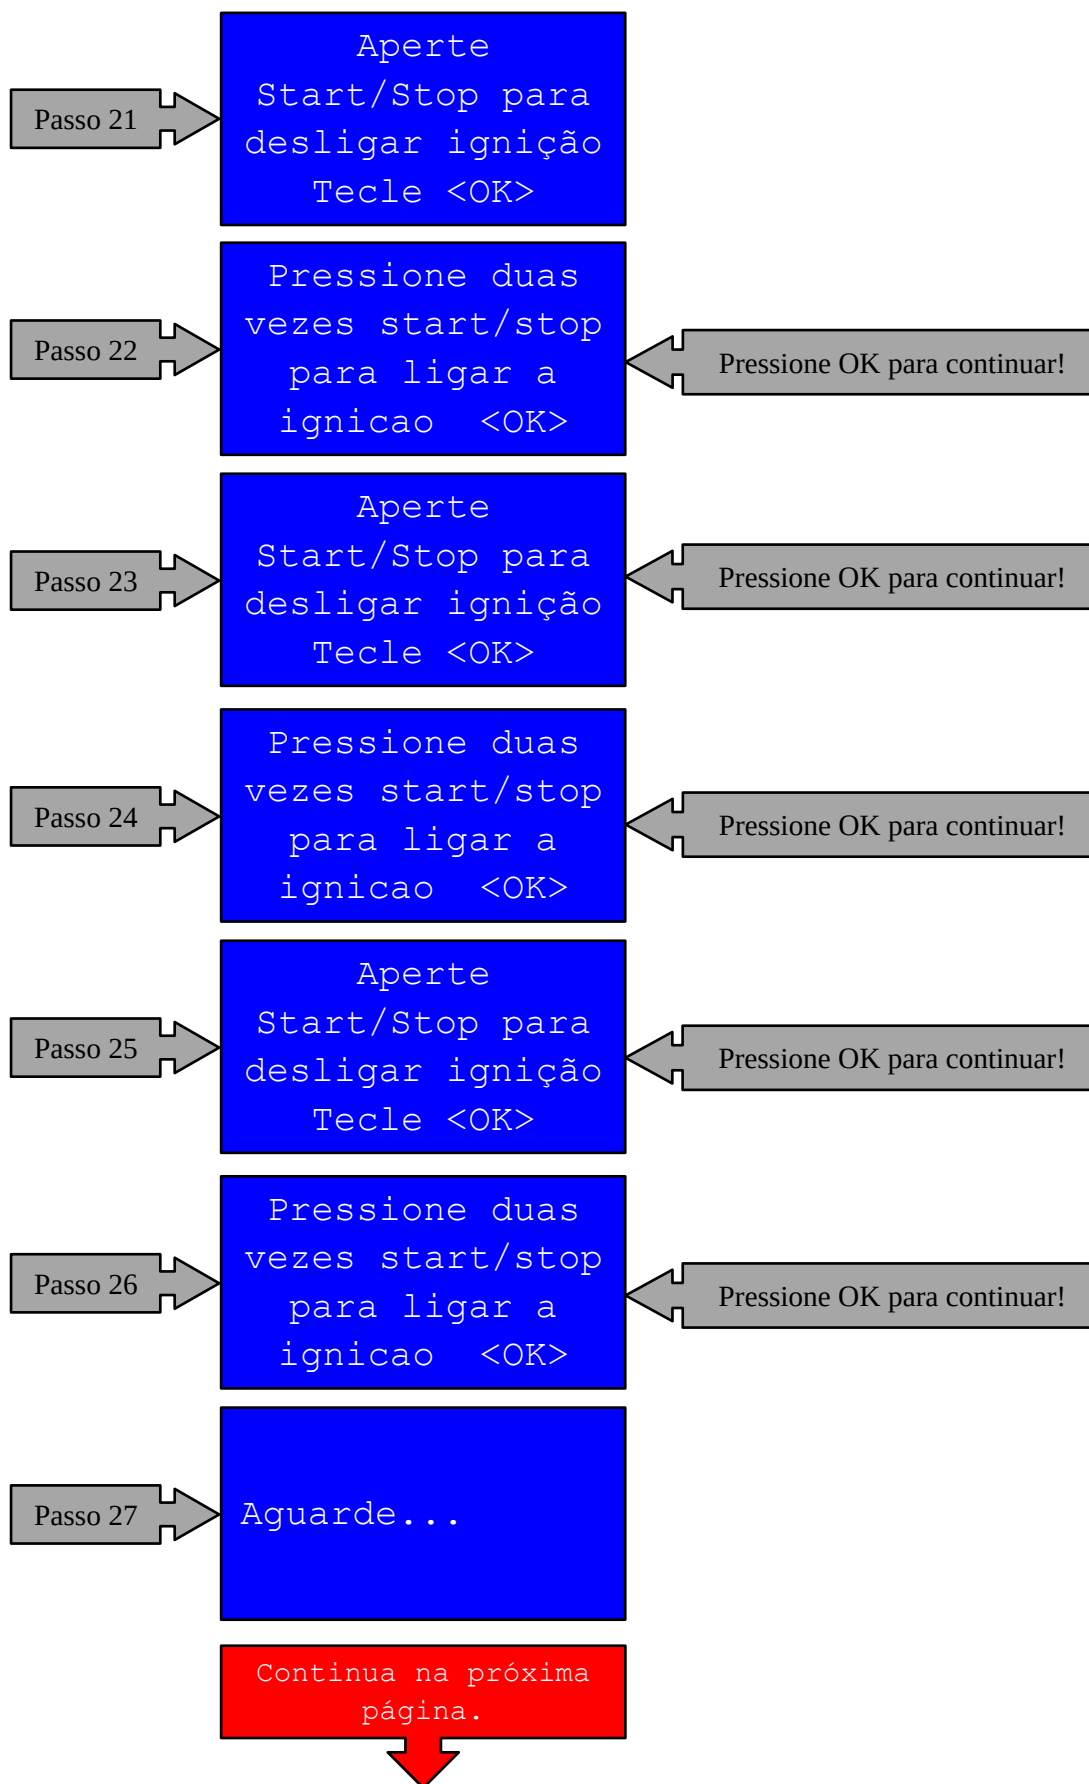 Aperte
Start/Stop para
desligar ignição
Tecle <OK>
Passo 21
Pressione duas
vezes start/stop
para ligar a
ignicao <OK>
Passo 22
Pressione OK para continuar!
Aperte
Start/Stop para
desligar ignição
Tecle <OK>
Passo 23
Pressione OK para continuar!
Pressione duas
vezes start/stop
para ligar a
ignicao <OK>
Passo 24
Pressione OK para continuar!
Aperte
Start/Stop para
desligar ignição
Tecle <OK>
Passo 25
Pressione OK para continuar!
Pressione duas
vezes start/stop
para ligar a
ignicao <OK>
Passo 26
Pressione OK para continuar!
Passo 27
Aguarde...
Continua na próxima
página.